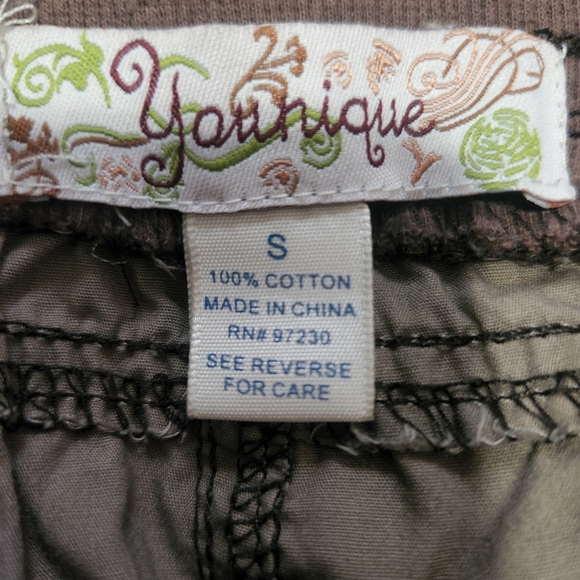 Younique
S
100% COTTON
MADE IN CHINA
RN# 97230
SEE REVERSE
FOR CARE